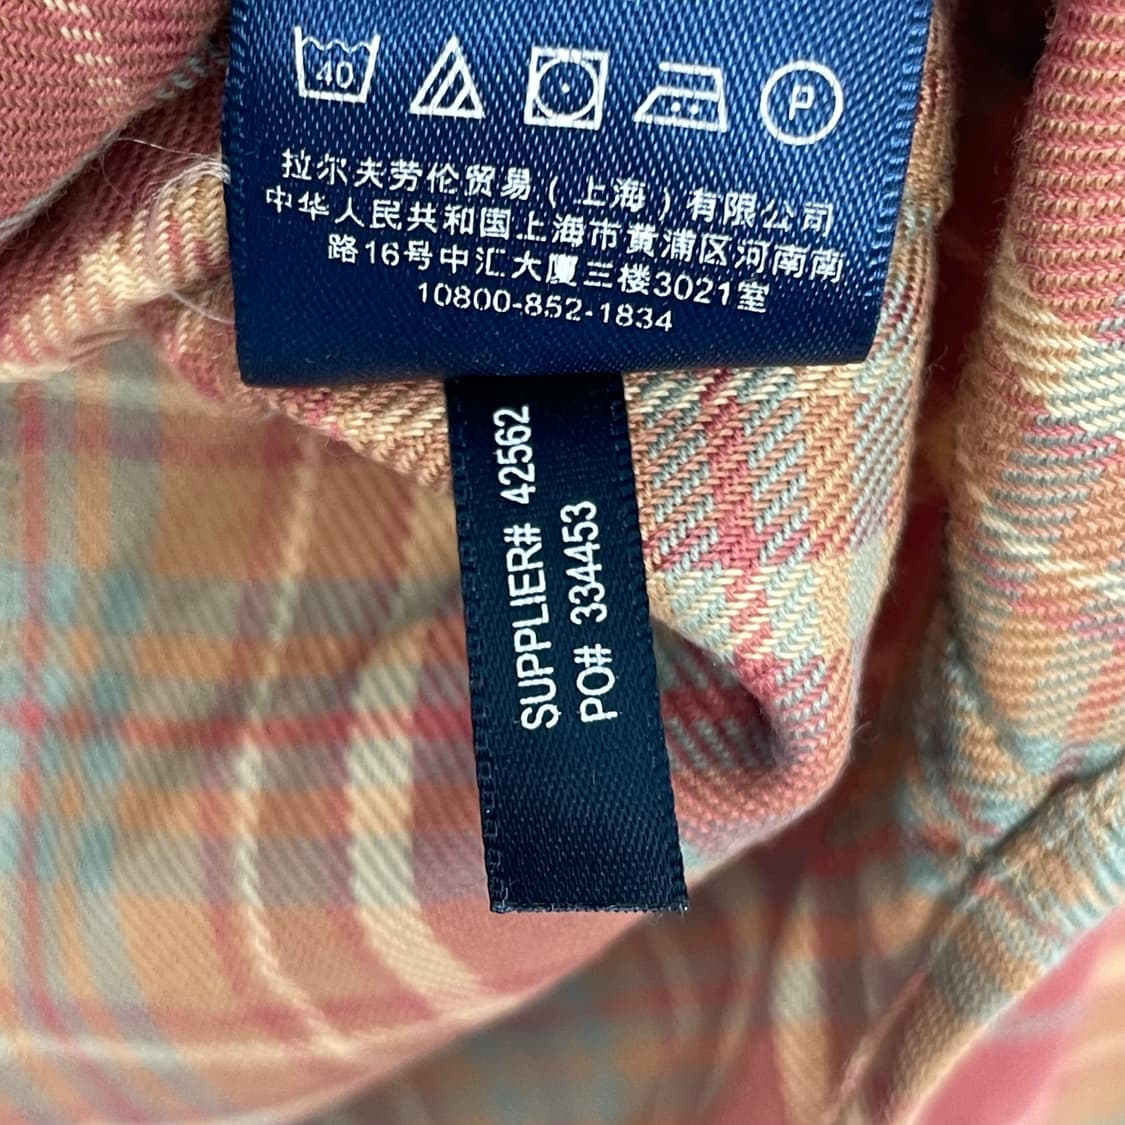 40
P
拉尔夫劳伦贸易（上海）有限公司
中华人民共和国上海市黄浦区河南南
路16号中汇大厦三楼3021室
10800-852-1834
SUPPLIER# 42562
PO# 334453